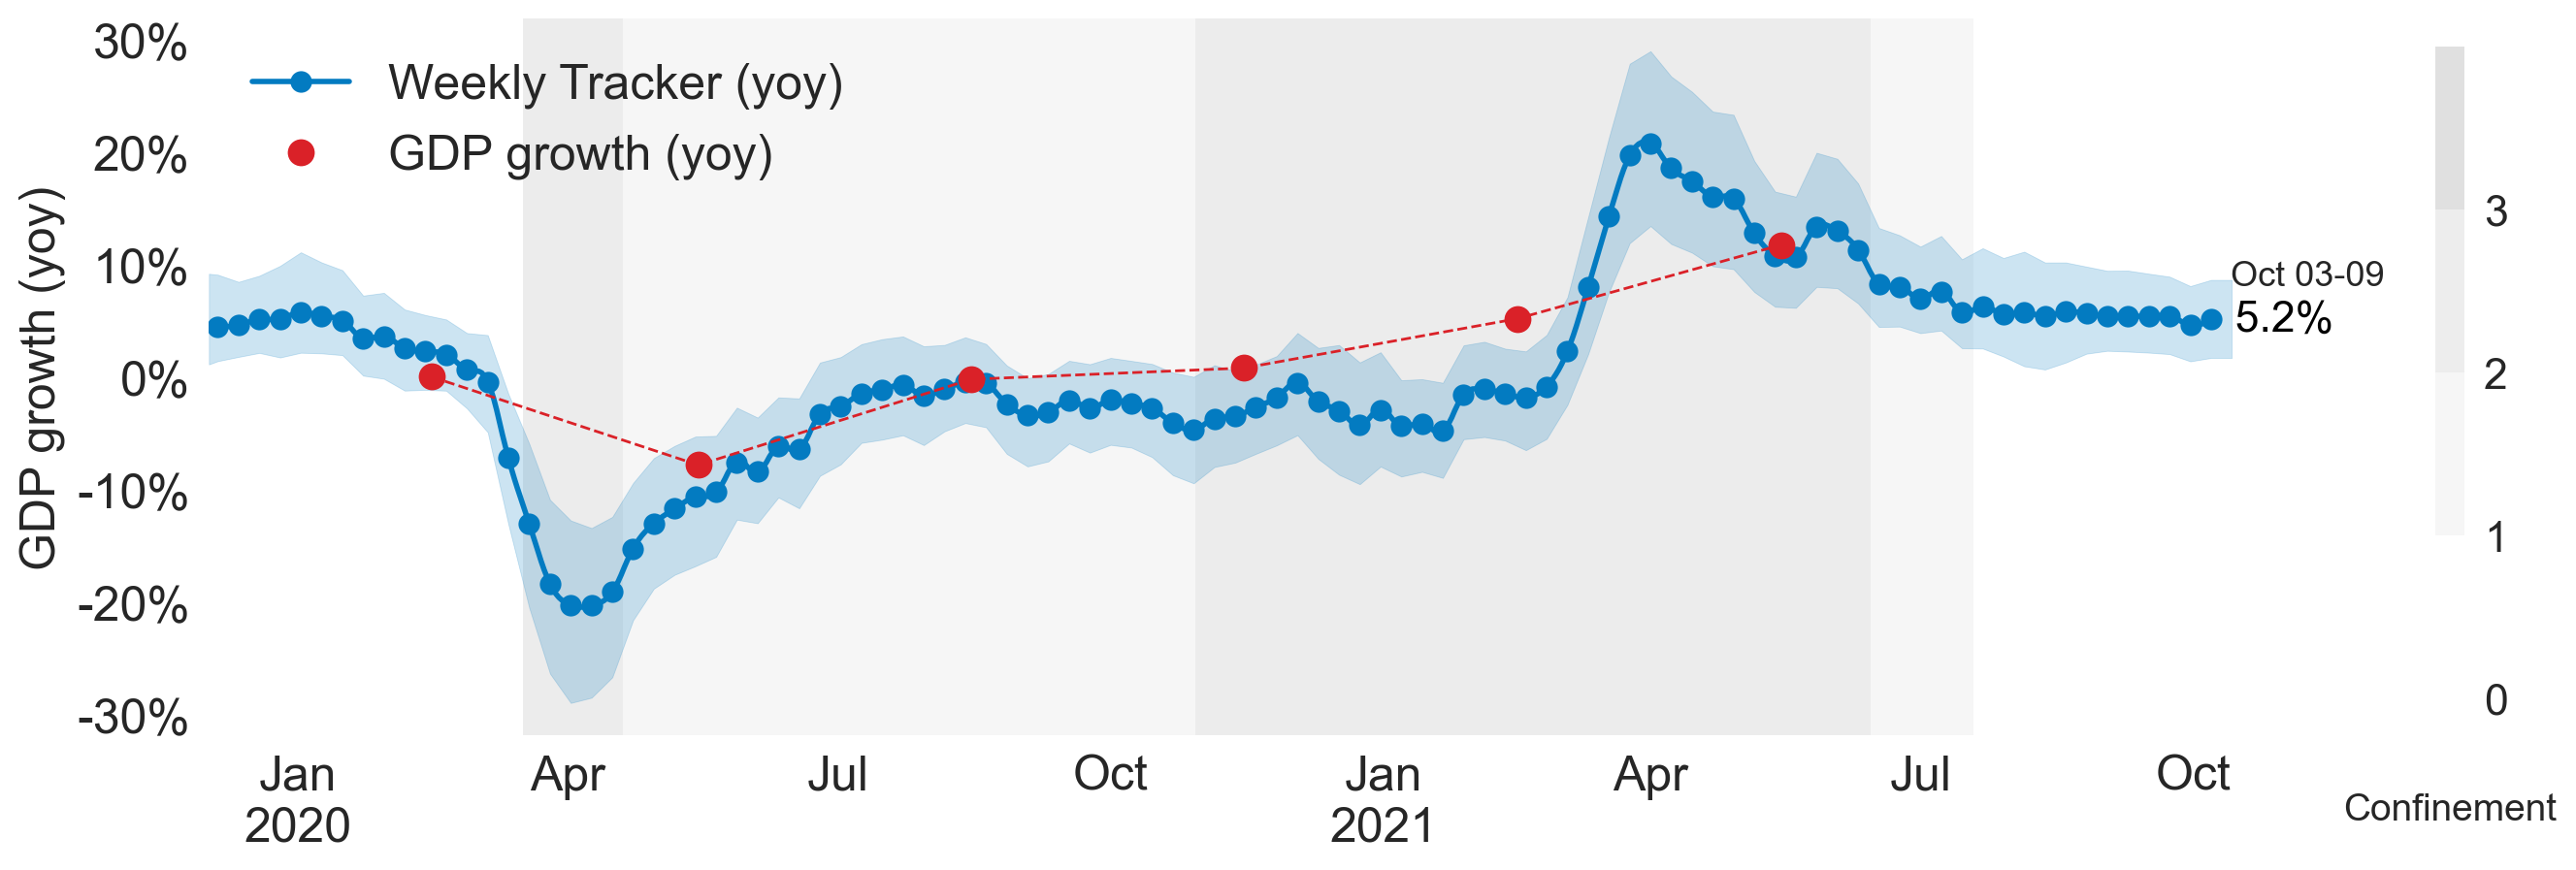 30%
20%
10%
0%
-10%
-20%
-30%
GDP growth (yoy)
Weekly Tracker (yoy)
GDP growth (yoy)
Oct 03-09
5.2%
3
2
1
0
Confinement
Jan Apr Jul Oct Jan Apr Jul Oct
2020 2021